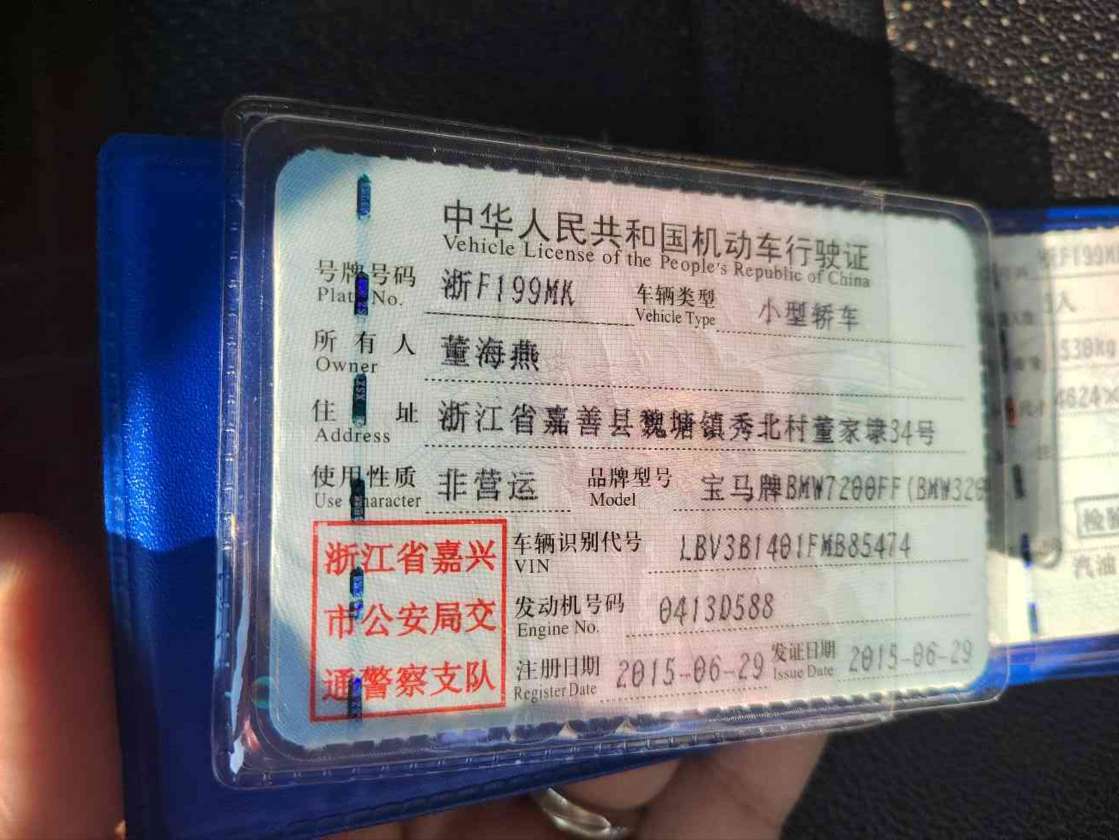 中华人民共和国机动车行驶证
Vehicle License of the People's Republic of China
号牌号码 浙F199MK 车辆类型 小型轿车
Plate No. Vehicle Type
所有人 董海燕
Owner
住址 浙江省嘉善县魏塘镇秀北村董家埭34号
Address
使用性质 非营运 品牌型号 宝马牌BMW7200FF(BMW320
Use Character Model
浙江省嘉兴
市公安局交
通警察支队
车辆识别代号 LBV3B1401FMB85474
VIN
发动机号码 0413D588
Engine No.
注册日期 2015-06-29 发证日期 2015-06-29
Register Date Issue Date
F199M
人
530kg